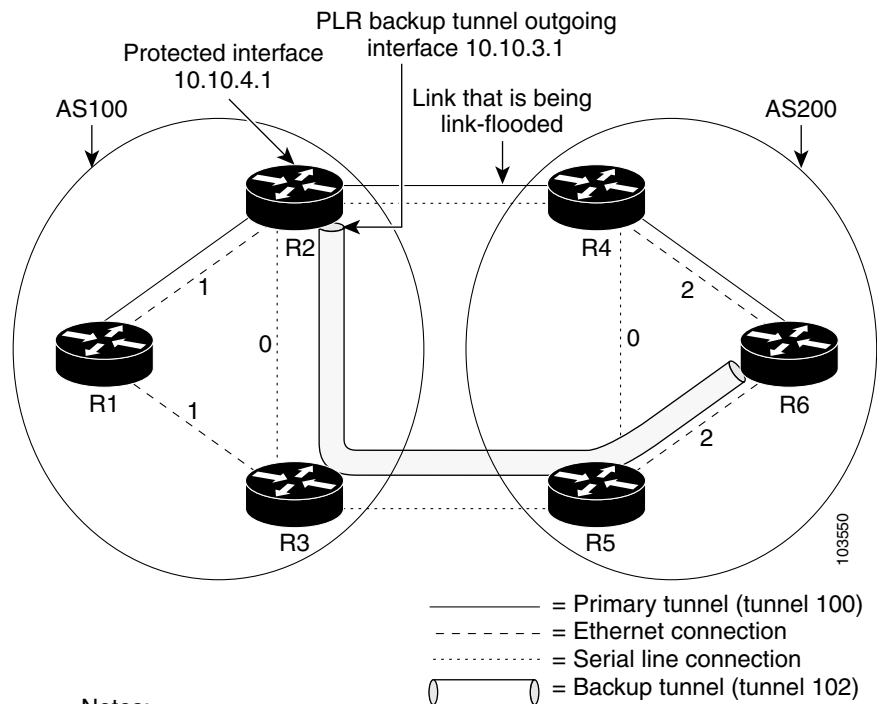 PLR backup tunnel outgoing
interface 10.10.3.1
Protected interface
10.10.4.1
Link that is being
link-flooded
AS100
AS200
R2
R4
1
2
0
0
R1
R6
1
2
R3
R5
103550
= Primary tunnel (tunnel 100)
= Ethernet connection
= Serial line connection
= Backup tunnel (tunnel 102)